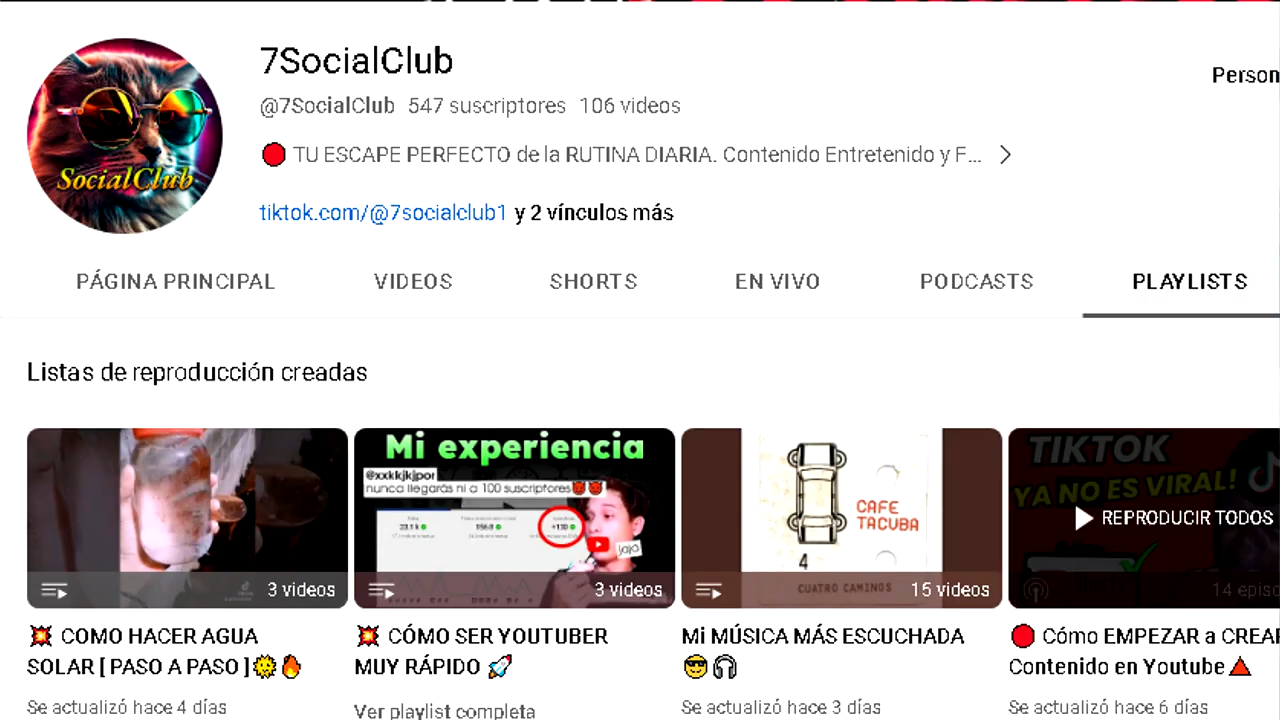 7SocialClub
@7SocialClub 547 suscriptores 106 videos
🔴 TU ESCAPE PERFECTO de la RUTINA DIARIA. Contenido Entretenido y F...
tiktok.com/@7socialclub1 y 2 vínculos más
Person
SocialClub
PÁGINA PRINCIPAL VIDEOS SHORTS EN VIVO PODCASTS PLAYLISTS
Listas de reproducción creadas
3 videos
💥 COMO HACER AGUA
SOLAR [ PASO A PASO ]🌞🔥
Se actualizó hace 4 días
Mi experiencia
@xxkkjkjpor
nunca llegarás ni a 100 suscriptores😈😈
jajaj
3 videos
💥 CÓMO SER YOUTUBER
MUY RÁPIDO 🚀
Ver playlist completa
CAFE
TACUBA
4
CUATRO CAMINOS
15 videos
Mi MÚSICA MÁS ESCUCHADA
😎🎧
Se actualizó hace 3 días
TIKTOK
YA NO ES VIRAL!
REPRODUCIR TODOS
14 episo
🔴 Cómo EMPEZAR a CREAR
Contenido en Youtube🔺
Se actualizó hace 6 días